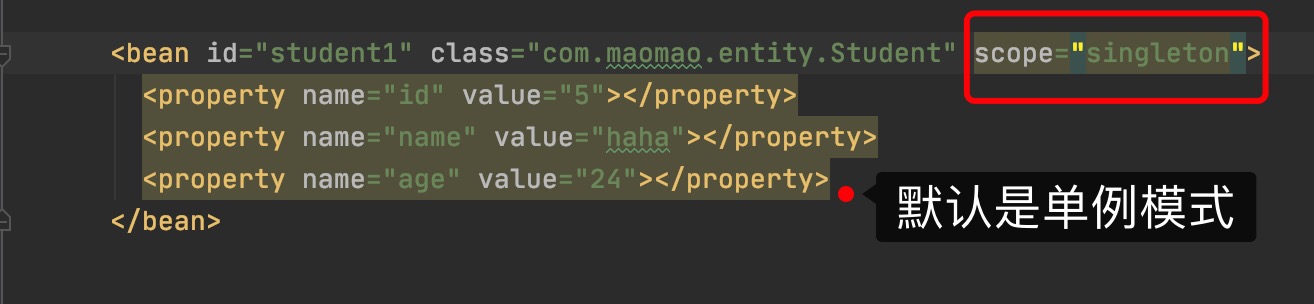 <bean id="student1" class="com.maomao.entity.Student" scope="singleton">
<property name="id" value="5"></property>
<property name="name" value="haha"></property>
<property name="age" value="24"></property>
默认是单例模式
</bean>